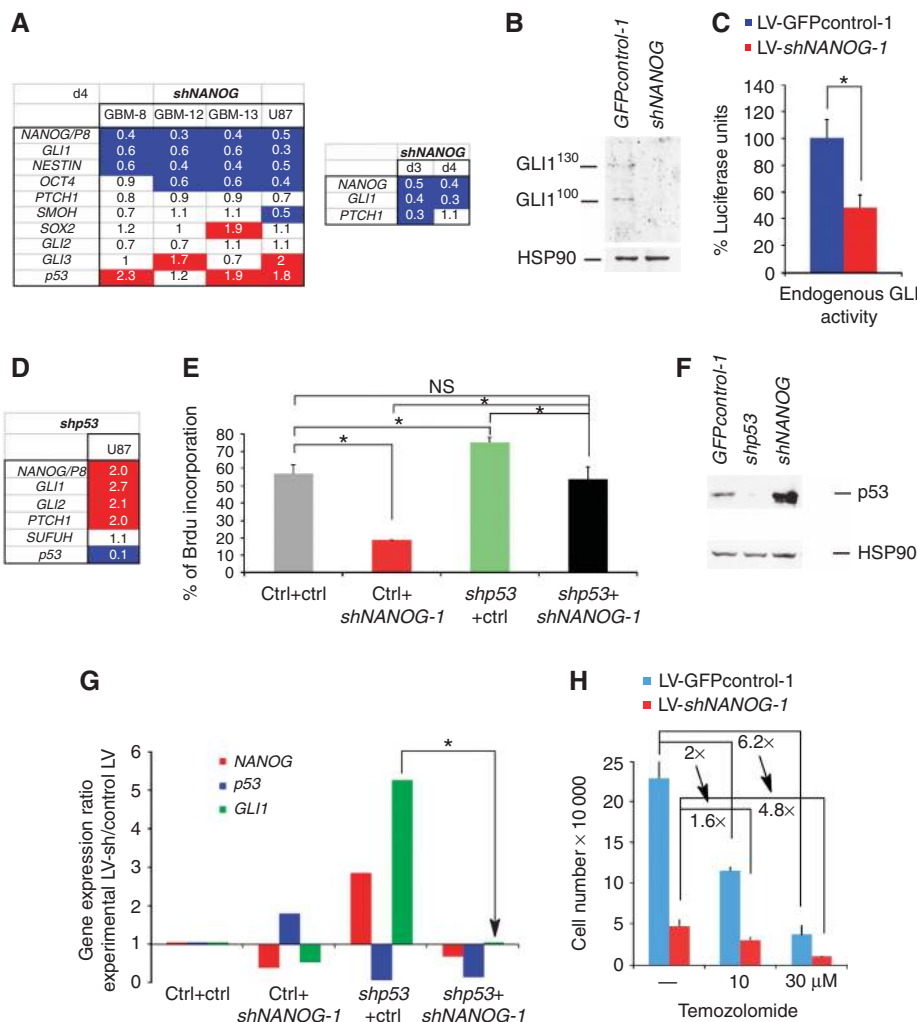 A
d4 shNANOG
GBM-8 GBM-12 GBM-13 U87
NANOG/P8 0.4 0.3 0.4 0.5
GLI1 0.6 0.6 0.6 0.3
NESTIN 0.6 0.4 0.4 0.5
OCT4 0.9 0.6 0.6 0.4
PTCH1 0.8 0.9 0.9 0.7
SMOH 0.7 1.1 1.1 0.5
SOX2 1.2 1 1.9 1.1
GLI2 0.7 0.7 1.1 1.1
GLI3 1 1.7 0.7 2
p53 2.3 1.2 1.9 1.8
shNANOG
d3 d4
NANOG 0.5 0.4
GLI1 0.4 0.3
PTCH1 0.3 1.1
B
GFPcontrol-1
shNANOG
GLI1130
GLI1100
HSP90
C
LV-GFPcontrol-1
LV-shNANOG-1
% Luciferase units
140
120
100
80
60
40
20
0
*
Endogenous GLI
activity
D
shp53
U87
NANOG/P8 2.0
GLI1 2.7
GLI2 2.1
PTCH1 2.0
SUFUH 1.1
p53 0.1
E
% of Brdu incorporation
80
70
60
50
40
30
20
10
0
NS
*
*
*
*
Ctrl+ctrl
Ctrl+
shNANOG-1
shp53
+ctrl
shp53+
shNANOG-1
F
GFPcontrol-1
shp53
shNANOG
p53
HSP90
G
Gene expression ratio
experimental LV-sh/control LV
6
5
4
3
2
1
NANOG
p53
GLI1
*
Ctrl+ctrl
Ctrl+
shNANOG-1
shp53
+ctrl
shp53+
shNANOG-1
H
LV-GFPcontrol-1
LV-shNANOG-1
Cell number × 10 000
25
20
15
10
5
0
2×
6.2×
1.6×
4.8×
—
10
30 µM
Temozolomide